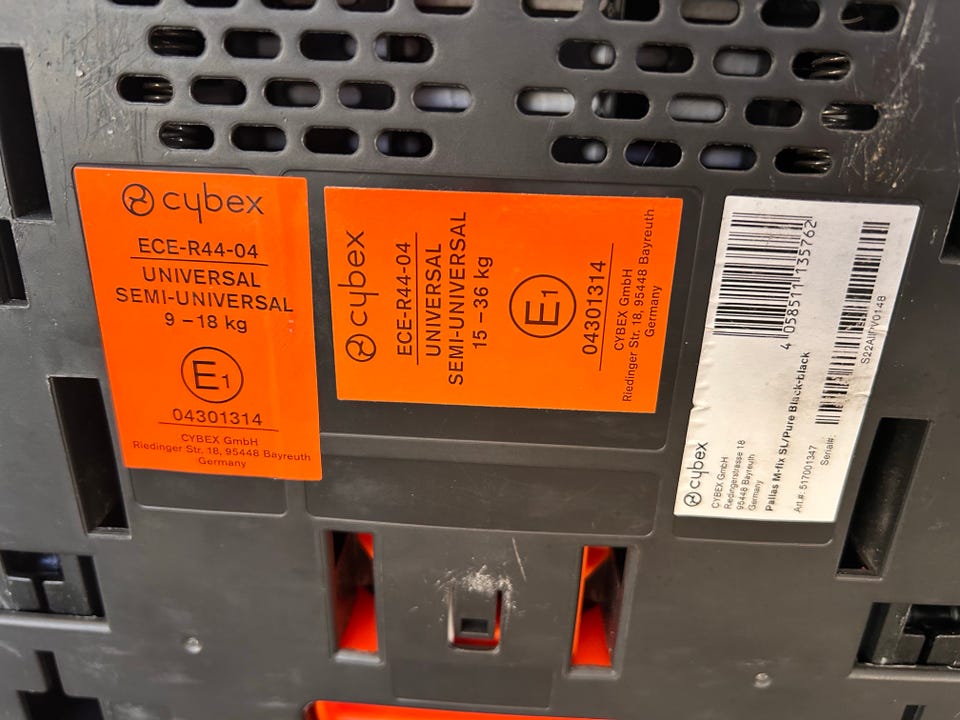 cybex
ECE-R44-04
UNIVERSAL
SEMI-UNIVERSAL
9 – 18 kg
E1
04301314
CYBEX GmbH
Riedinger Str. 18, 95448 Bayreuth
Germany
cybex
ECE-R44-04
UNIVERSAL
SEMI-UNIVERSAL
15 – 36 kg
E1
04301314
CYBEX GmbH
Riedinger Str. 18, 95448 Bayreuth
Germany
4 058511 135762
cybex
CYBEX GmbH
Riedingerstrasse 18
95448 Bayreuth
Germany
Pallas M-fix SL/Pure Black-black
Art.#: 517001347
Serial#: